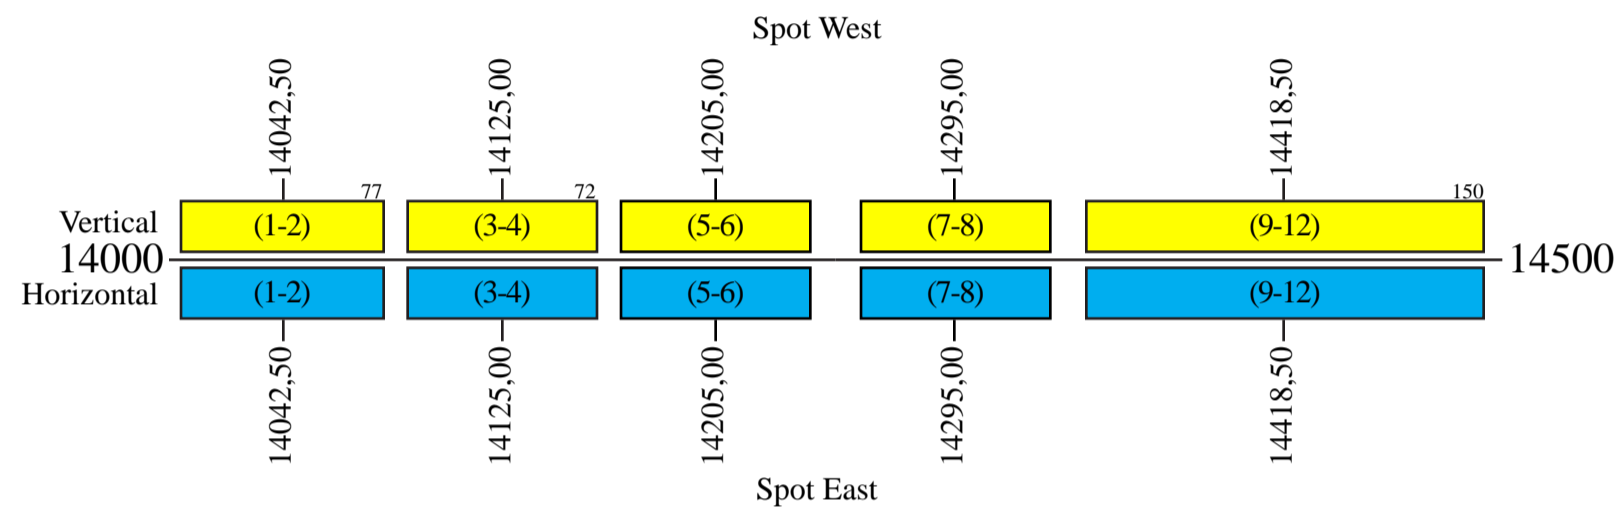 Spot West
14042,50 14125,00 14205,00 14295,00 14418,50
77 72 150
Vertical (1-2) (3-4) (5-6) (7-8) (9-12)
14000 14500
Horizontal (1-2) (3-4) (5-6) (7-8) (9-12)
14042,50 14125,00 14205,00 14295,00 14418,50
Spot East